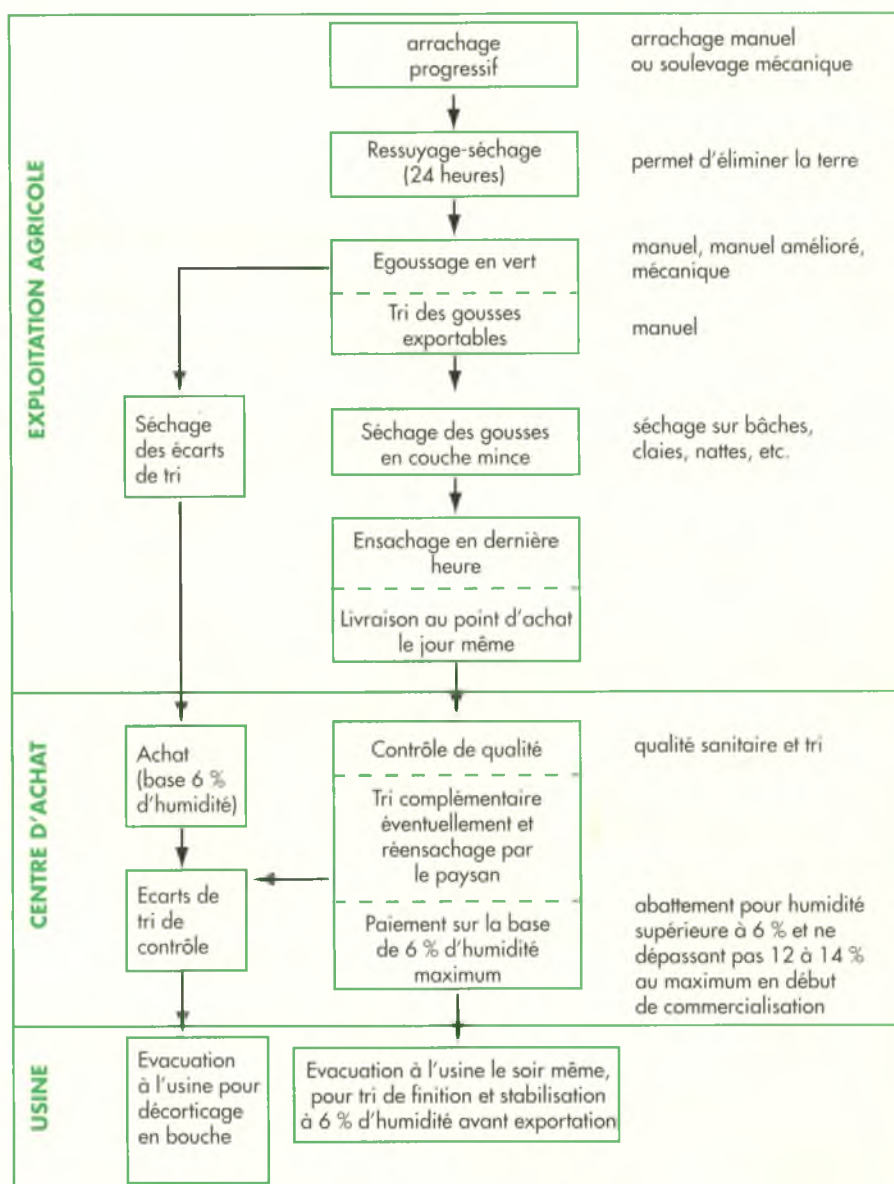 EXPLOITATION AGRICOLE
arrachage
progressif
arrachage manuel
ou soulevage mécanique
Ressuyage-séchage
(24 heures)
permet d'éliminer la terre
Egoussage en vert
manuel, manuel amélioré,
mécanique
Tri des gousses
exportables
manuel
Séchage
des écarts
de tri
Séchage des gousses
en couche mince
séchage sur bâches,
claies, nattes, etc.
Ensachage en dernière
heure
Livraison au point d'achat
le jour même
CENTRE D'ACHAT
Achat
(base 6 %
d'humidité)
Contrôle de qualité
qualité sanitaire et tri
Tri complémentaire
éventuellement et
réensachage par
le paysan
Ecarts de
tri de
contrôle
Paiement sur la base
de 6 % d'humidité
maximum
abattement pour humidité
supérieure à 6 % et ne
dépassant pas 12 à 14 %
au maximum en début
de commercialisation
USINE
Evacuation
à l'usine pour
décorticage
en bouche
Evacuation à l'usine le soir même,
pour tri de finition et stabilisation
à 6 % d'humidité avant exportation